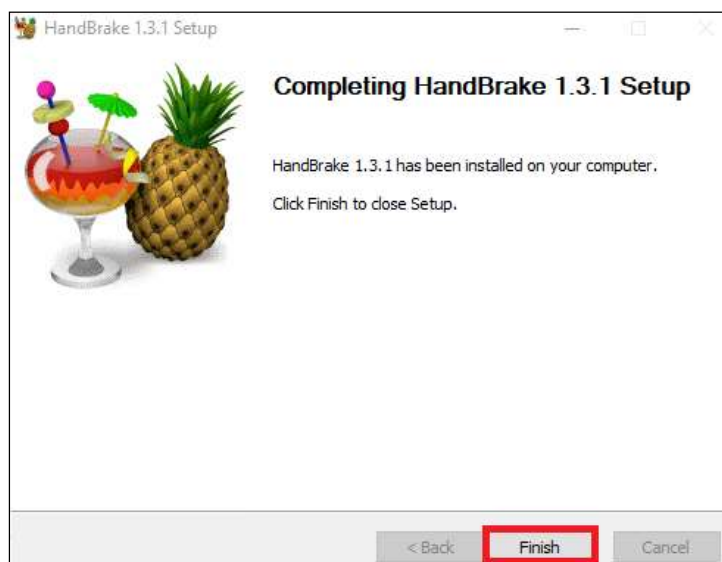 HandBrake 1.3.1 Setup
Completing HandBrake 1.3.1 Setup
HandBrake 1.3.1 has been installed on your computer.
Click Finish to close Setup.
< Back Finish Cancel